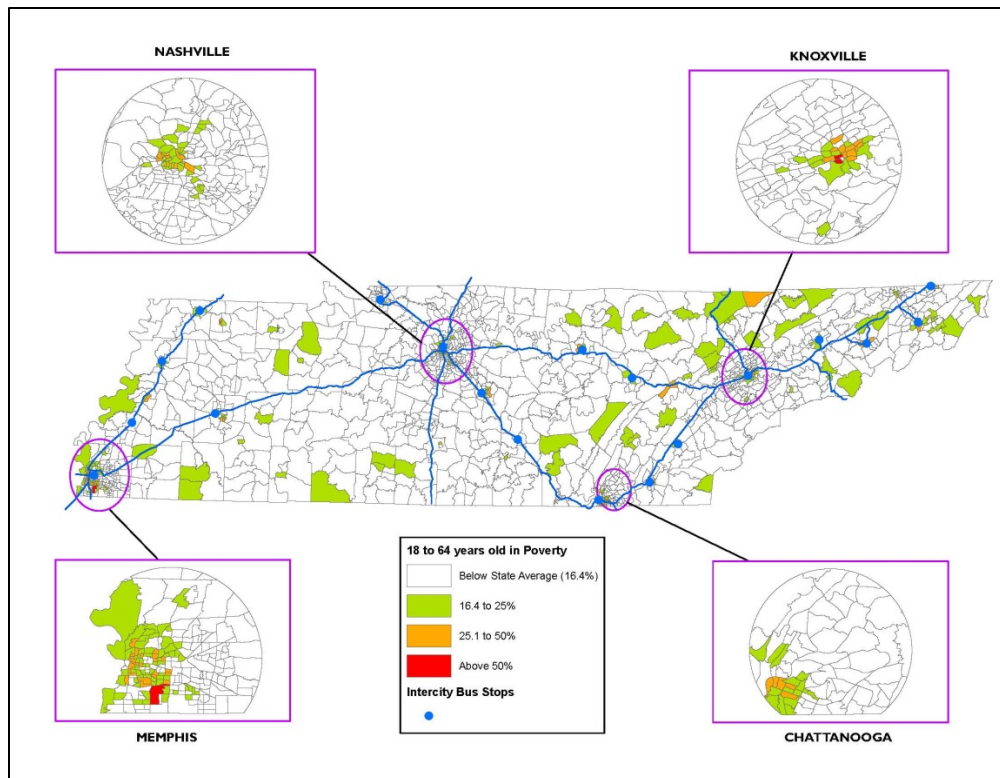 NASHVILLE
KNOXVILLE
18 to 64 years old in Poverty
Below State Average (16.4%)
16.4 to 25%
25.1 to 50%
Above 50%
Intercity Bus Stops
MEMPHIS
CHATTANOOGA